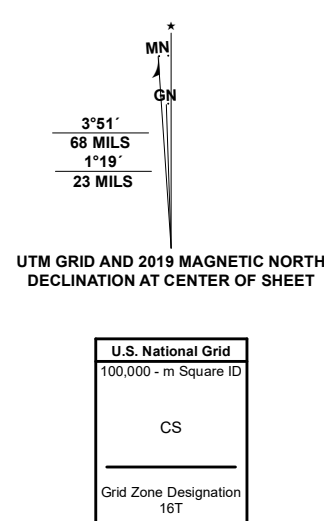 ★
MN
GN
3°51´
68 MILS
1°19´
23 MILS
UTM GRID AND 2019 MAGNETIC NORTH
DECLINATION AT CENTER OF SHEET
U.S. National Grid
100,000 - m Square ID
CS
Grid Zone Designation
16T